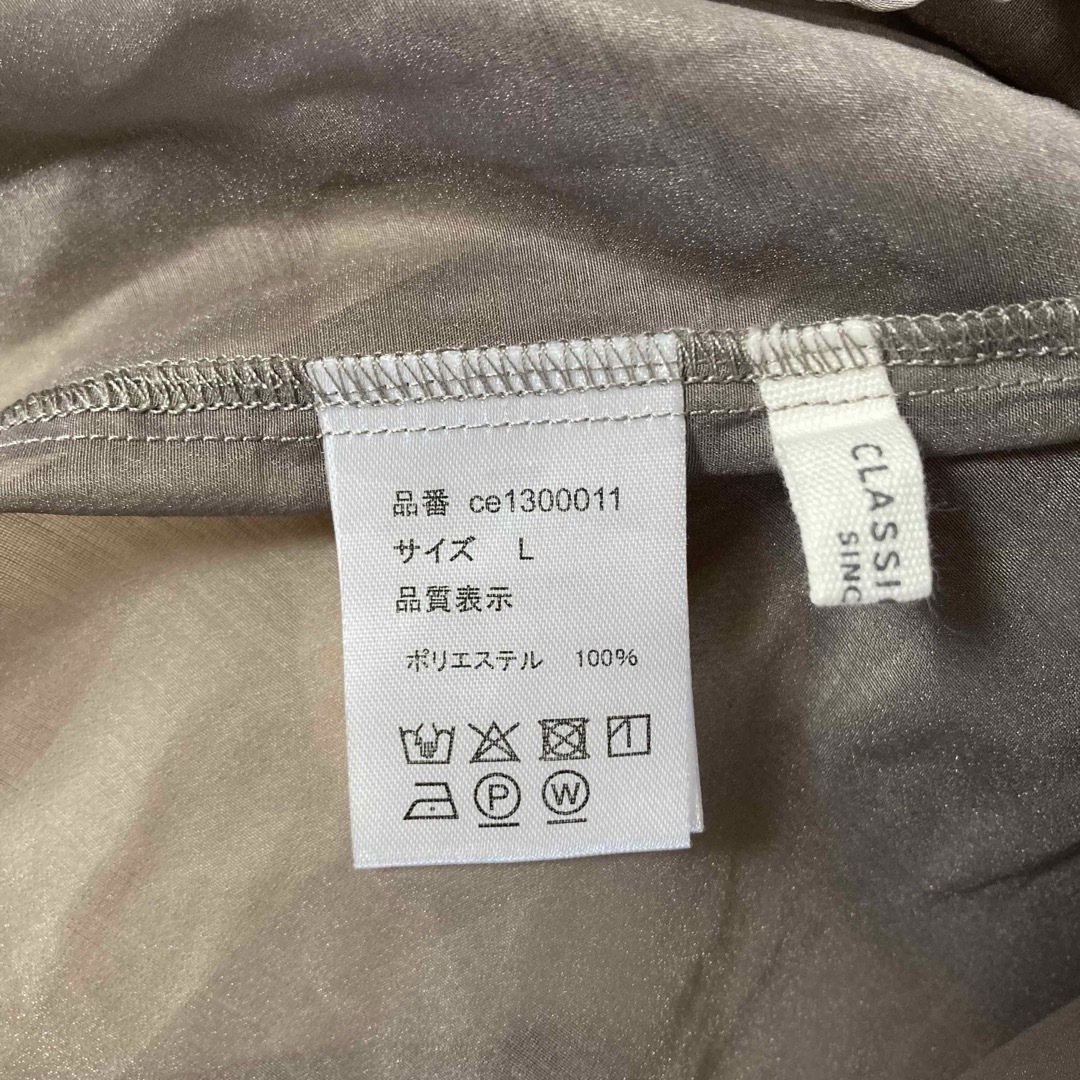 品番 ce1300011
サイズ L
品質表示
ポリエステル 100%
P W
CLASSI
SINC